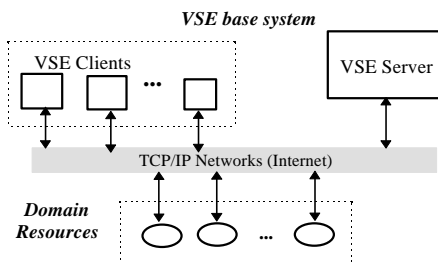 VSE base system
VSE Clients
...
VSE Server
TCP/IP Networks (Internet)
Domain
Resources
...